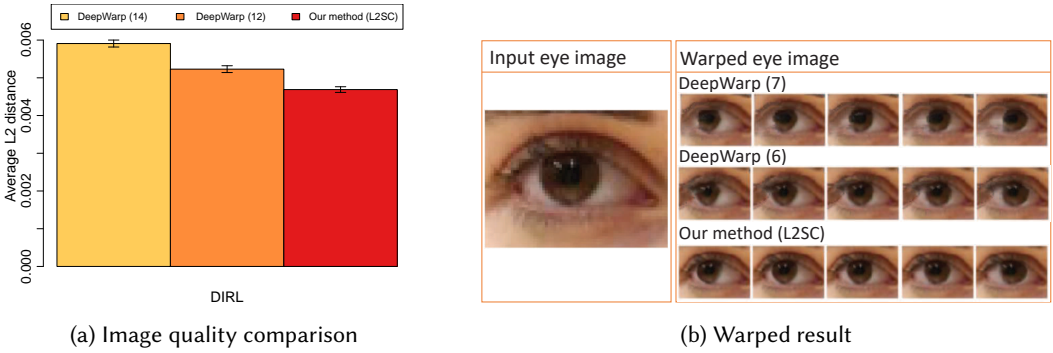 DeepWarp (14) DeepWarp (12) Our method (L2SC)
0.006
0.004
0.002
0.000
Average L2 distance
DIRL
(a) Image quality comparison
Input eye image
Warped eye image
DeepWarp (7)
DeepWarp (6)
Our method (L2SC)
(b) Warped result